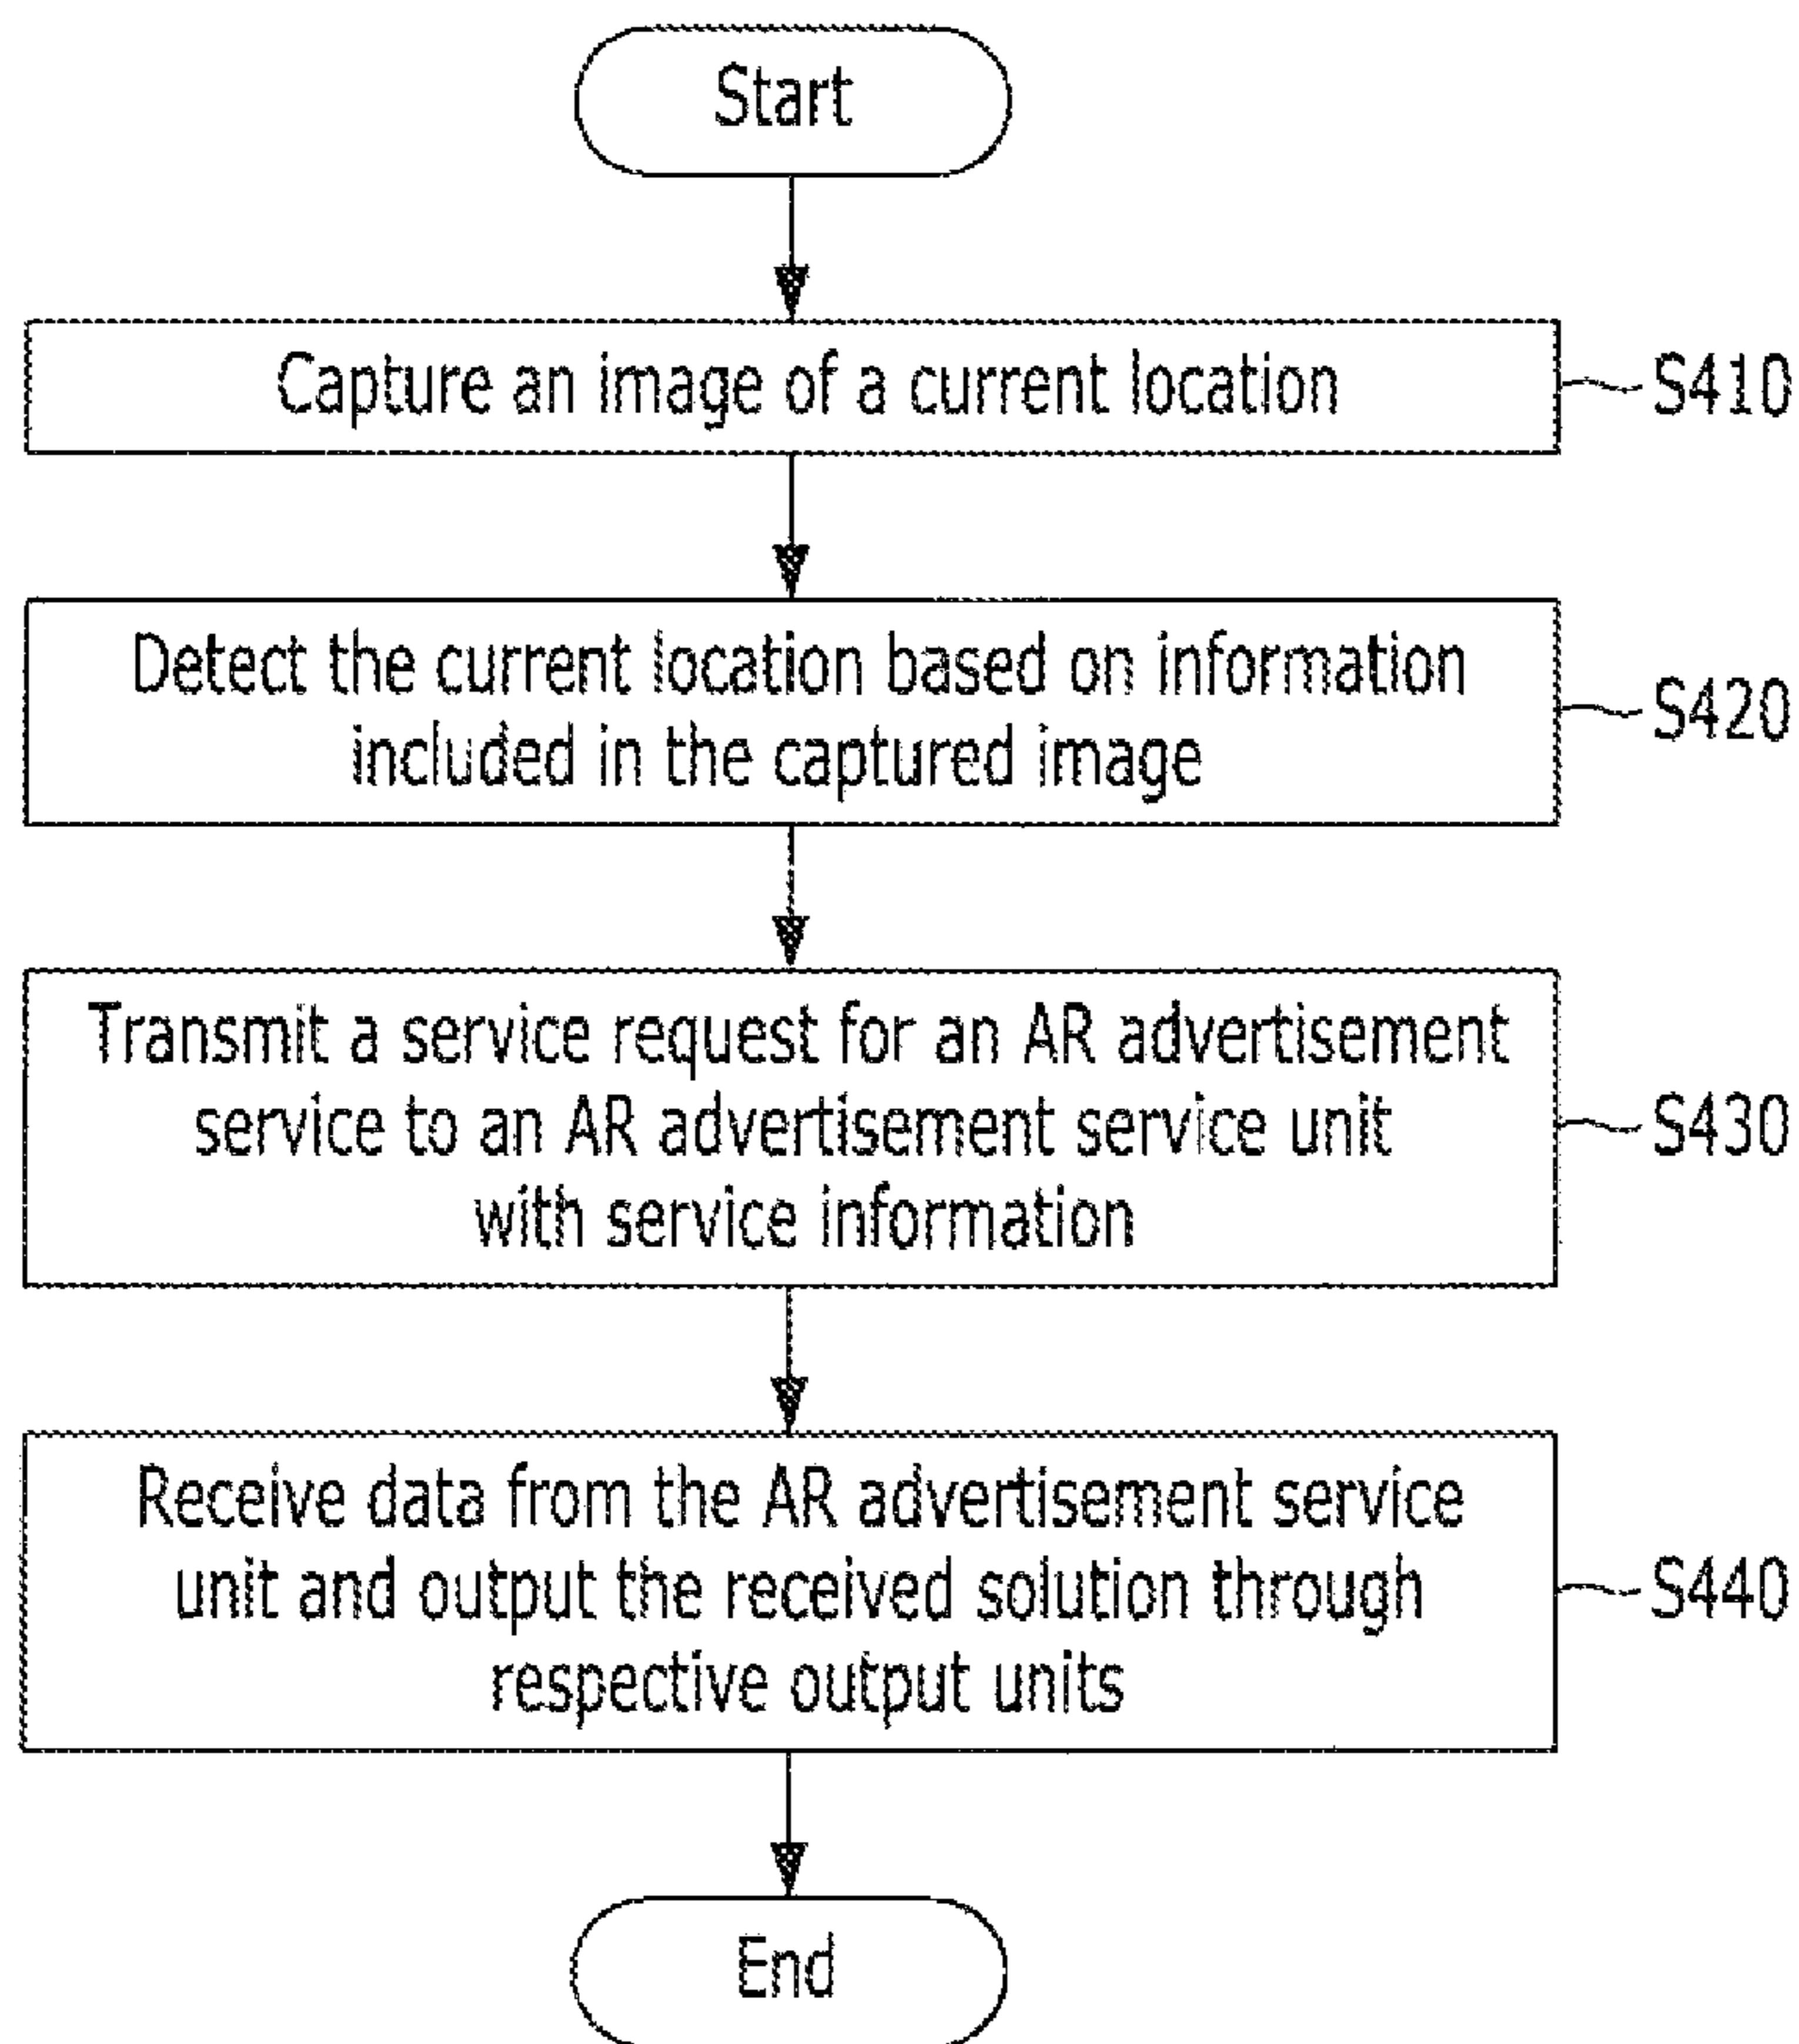 Start
Capture an image of a current location
S410
Detect the current location based on information
included in the captured image
S420
Transmit a service request for an AR advertisement
service to an AR advertisement service unit
with service information
S430
Receive data from the AR advertisement service
unit and output the received solution through
respective output units
S440
End